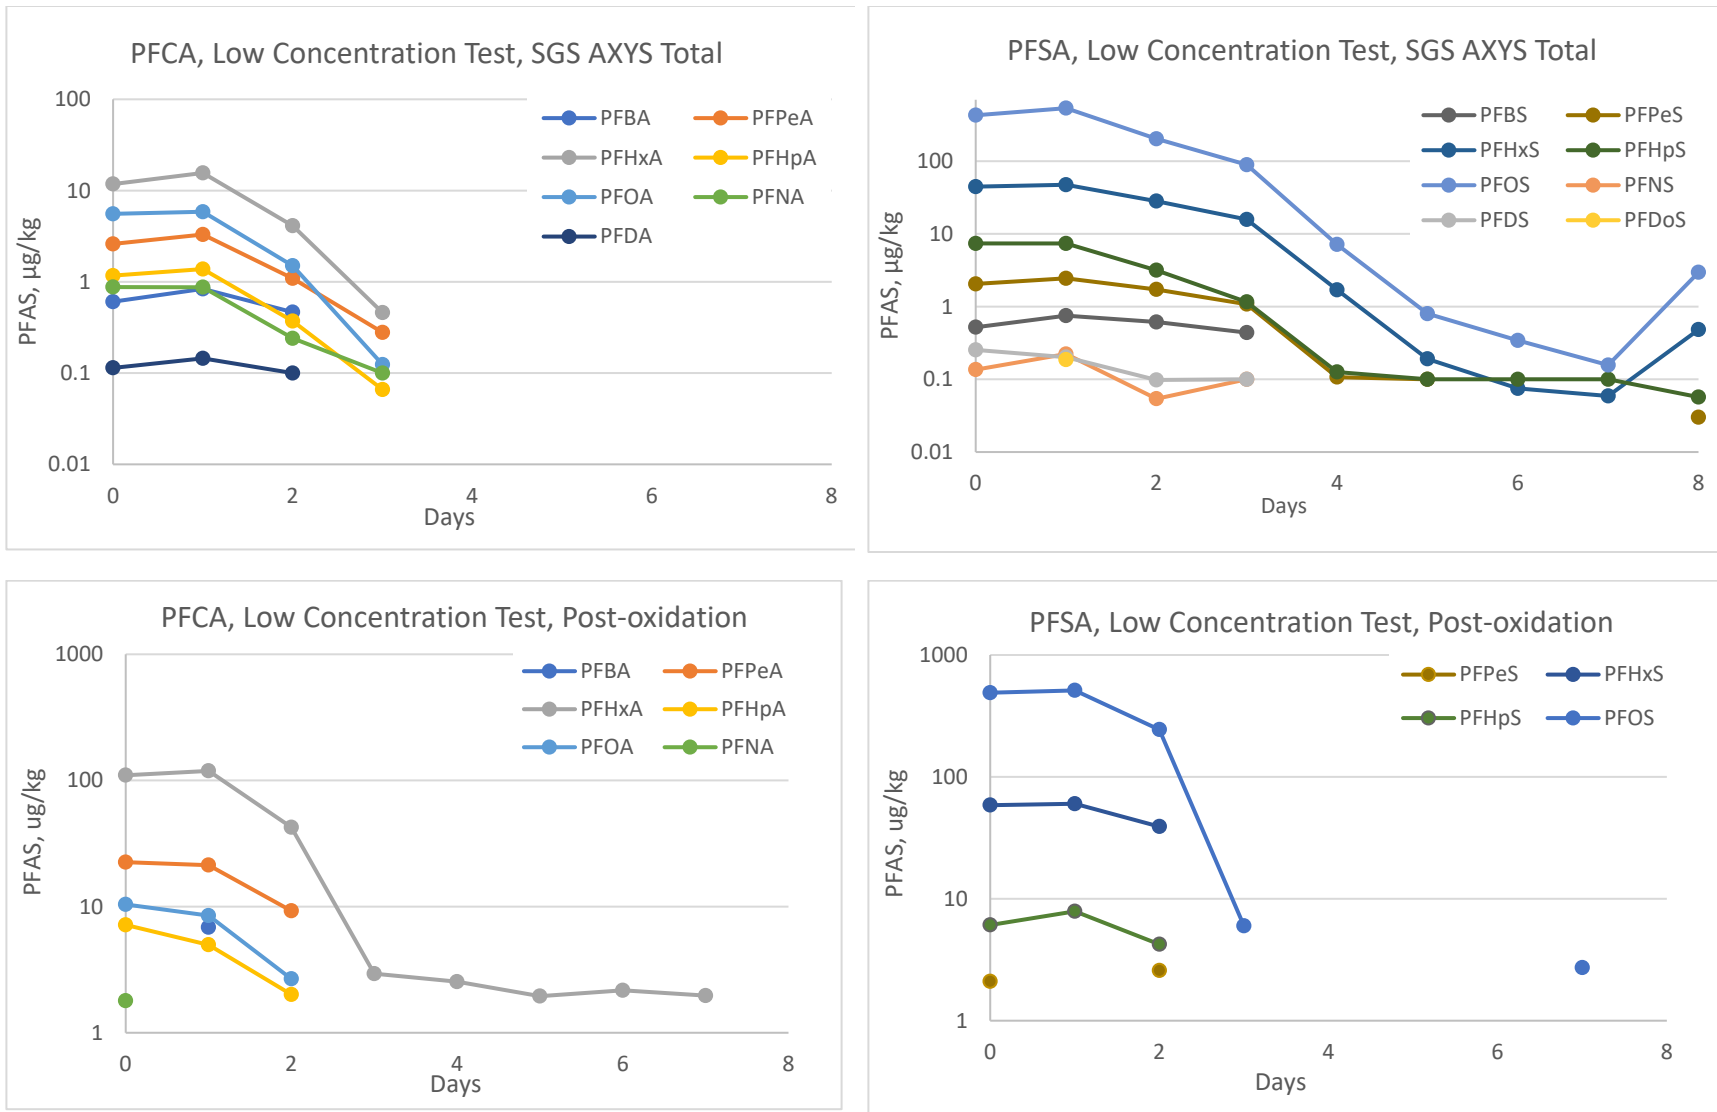 PFCA, Low Concentration Test, SGS AXYS Total
PFAS, µg/kg
100
10
1
0.1
0.01
0 2 4 6 8
Days
PFBA PFPeA
PFHxA PFHpA
PFOA PFNA
PFDA
PFSA, Low Concentration Test, SGS AXYS Total
PFAS, µg/kg
100
10
1
0.1
0.01
0 2 4 6 8
Days
PFBS PFPeS
PFHxS PFHpS
PFOS PFNS
PFDS PFDoS
PFCA, Low Concentration Test, Post-oxidation
PFAS, ug/kg
1000
100
10
1
0 2 4 6 8
Days
PFBA PFPeA
PFHxA PFHpA
PFOA PFNA
PFSA, Low Concentration Test, Post-oxidation
PFAS, ug/kg
1000
100
10
1
0 2 4 6 8
Days
PFPeS PFHxS
PFHpS PFOS